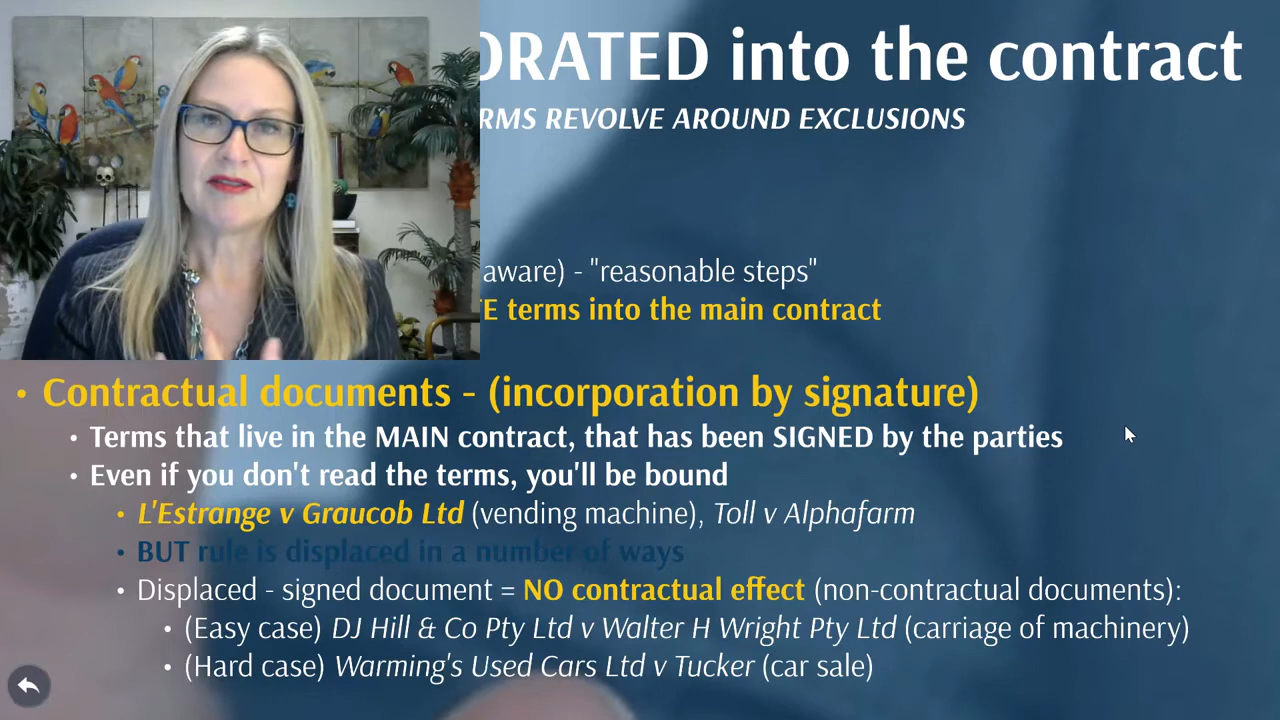 ORATED into the contract
RMS REVOLVE AROUND EXCLUSIONS
aware) - "reasonable steps"
TE terms into the main contract
• Contractual documents - (incorporation by signature)
• Terms that live in the MAIN contract, that has been SIGNED by the parties
• Even if you don't read the terms, you'll be bound
• L'Estrange v Graucob Ltd (vending machine), Toll v Alphafarm
• BUT rule is displaced in a number of ways
• Displaced - signed document = NO contractual effect (non-contractual documents):
• (Easy case) DJ Hill & Co Pty Ltd v Walter H Wright Pty Ltd (carriage of machinery)
• (Hard case) Warming's Used Cars Ltd v Tucker (car sale)